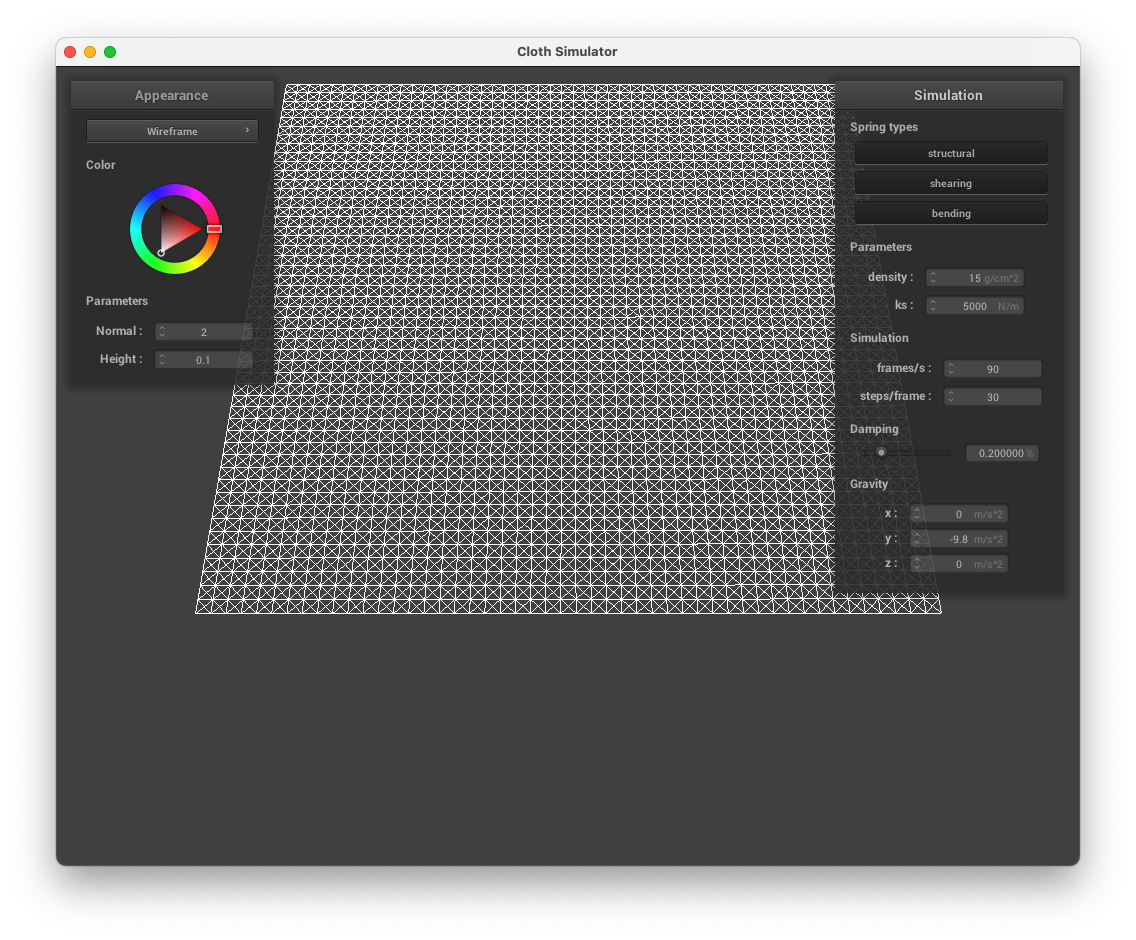 Cloth Simulator
Appearance
Wireframe ›
Color
Parameters
Normal : 2
Height : 0.1
Simulation
Spring types
structural
shearing
bending
Parameters
density : 15 g/cm^2
ks : 5000 N/m
Simulation
frames/s : 90
steps/frame : 30
Damping
0.200000 %
Gravity
x : 0 m/s^2
y : -9.8 m/s^2
z : 0 m/s^2